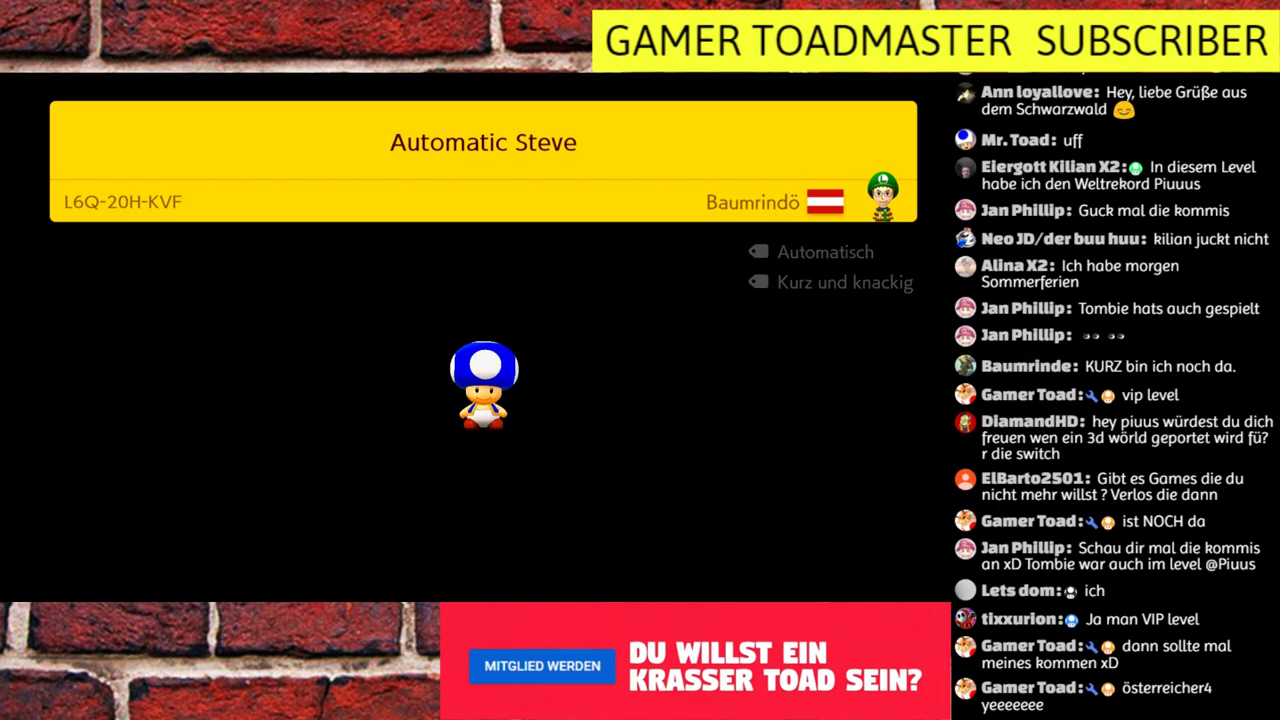 GAMER TOADMASTER SUBSCRIBER
Automatic Steve
L6Q-20H-KVF
Baumrindö
Automatisch
Kurz und knackig
Ann loyallove: Hey, liebe Grüße aus
dem Schwarzwald
Mr. Toad: uff
Eiergott Kilian X2: In diesem Level
habe ich den Weltrekord Piuuus
Jan Phillip: Guck mal die kommis
Neo JD/der buu huu: kilian juckt nicht
Alina X2: Ich habe morgen
Sommerferien
Jan Phillip: Tombie hats auch gespielt
Jan Phillip:
Baumrinde: KURZ bin ich noch da.
Gamer Toad: vip level
DiamandHD: hey piuus würdest du dich
freuen wen ein 3d wörld geportet wird fü?
r die switch
ElBarto2501: Gibt es Games die du
nicht mehr willst ? Verlos die dann
Gamer Toad: ist NOCH da
Jan Phillip: Schau dir mal die kommis
an xD Tombie war auch im level @Piuus
Lets dom: ich
tixxurion: Ja man VIP level
Gamer Toad: dann sollte mal
meines kommen xD
Gamer Toad: österreicher4
yeeeeeee
MITGLIED WERDEN
DU WILLST EIN
KRASSER TOAD SEIN?